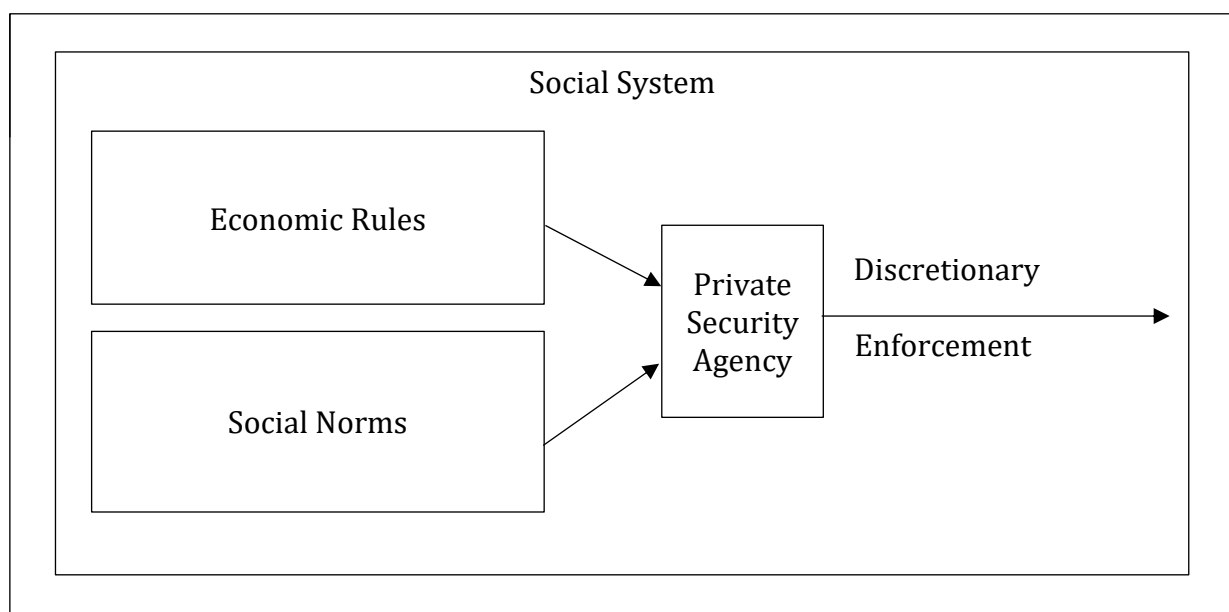 Social System
Economic Rules
Social Norms
Private
Security
Agency
Discretionary
Enforcement